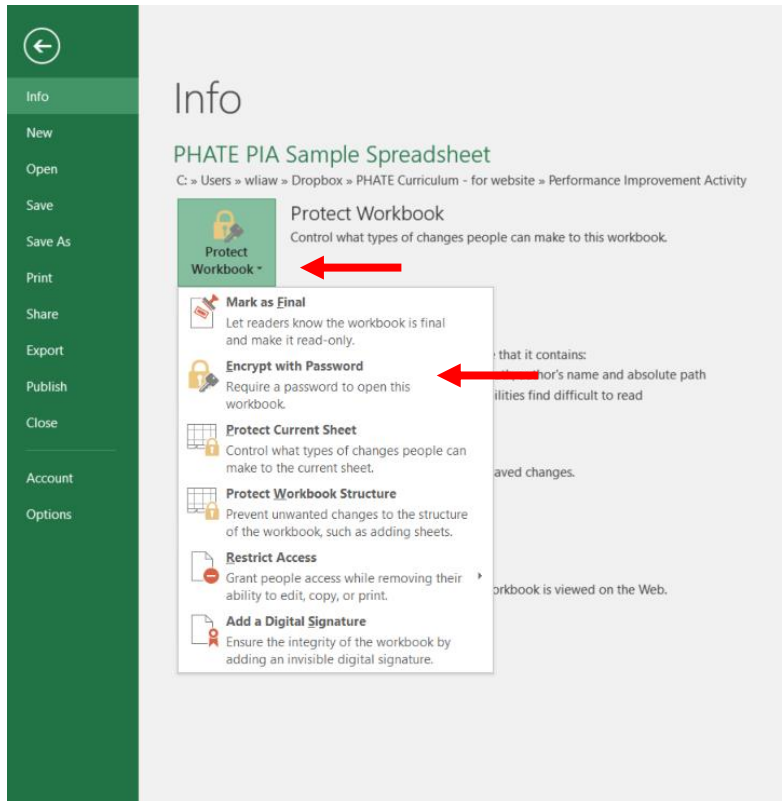 Info
New
Open
Save
Save As
Print
Share
Export
Publish
Close
Account
Options
Info
PHATE PIA Sample Spreadsheet
C: » Users » wliaw » Dropbox » PHATE Curriculum - for website » Performance Improvement Activity
Protect
Workbook
Protect Workbook
Control what types of changes people can make to this workbook.
Mark as Final
Let readers know the workbook is final
and make it read-only.
Encrypt with Password
Require a password to open this
workbook.
Protect Current Sheet
Control what types of changes people can
make to the current sheet.
Protect Workbook Structure
Prevent unwanted changes to the structure
of the workbook, such as adding sheets.
Restrict Access
Grant people access while removing their
ability to edit, copy, or print.
Add a Digital Signature
Ensure the integrity of the workbook by
adding an invisible digital signature.
that it contains:
name and absolute path
find difficult to read
changes.
is viewed on the Web.